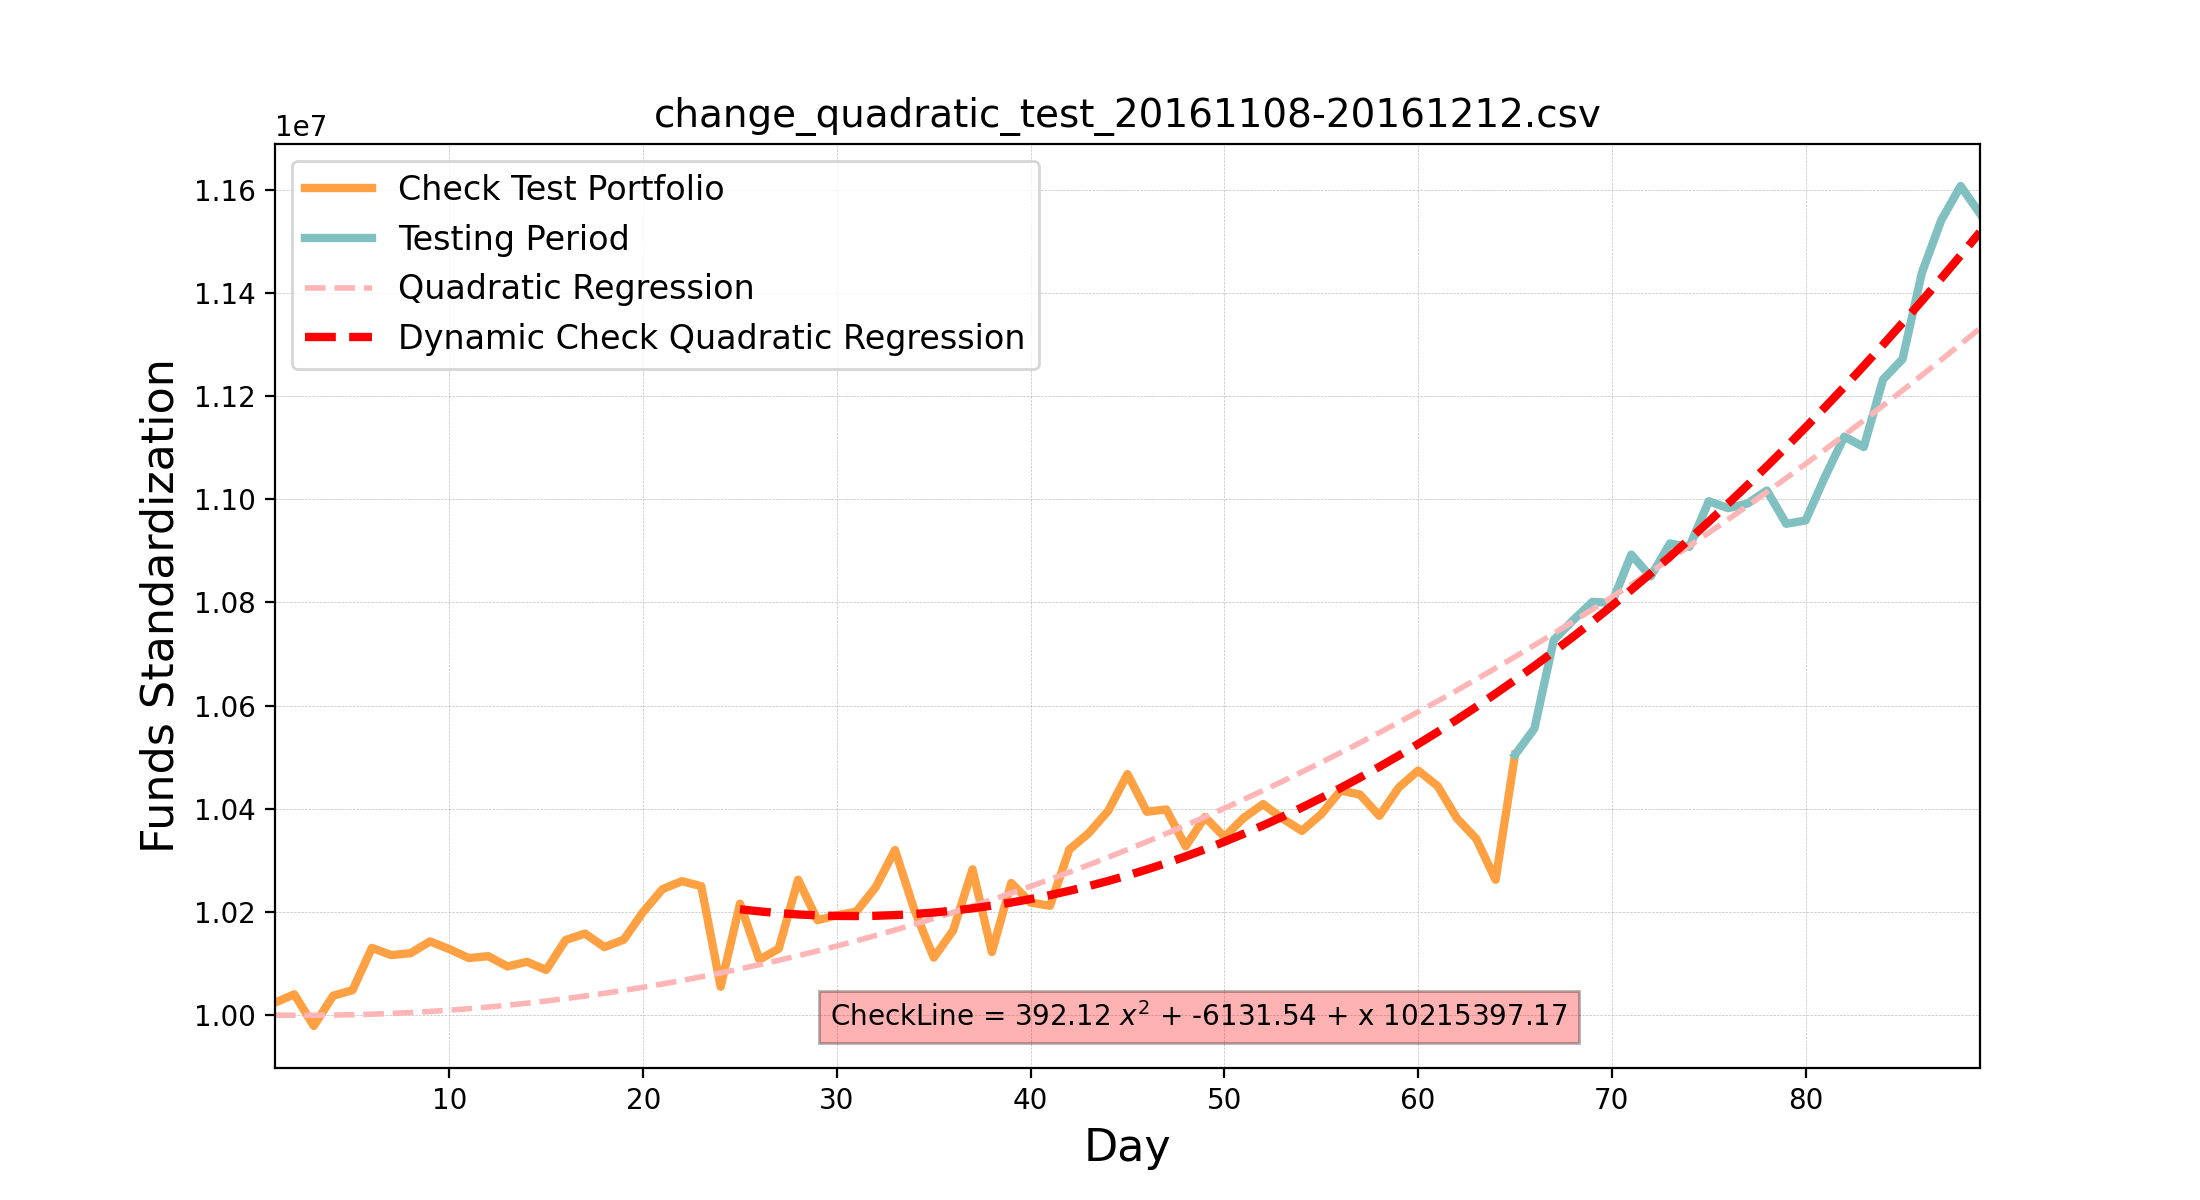 change_quadratic_test_20161108-20161212.csv
1e7
Check Test Portfolio
Testing Period
Quadratic Regression
Dynamic Check Quadratic Regression
1.16
1.14
1.12
1.10
1.08
1.06
1.04
1.02
1.00
Funds Standardization
CheckLine = 392.12 x² + -6131.54 + x 10215397.17
10 20 30 40 50 60 70 80
Day